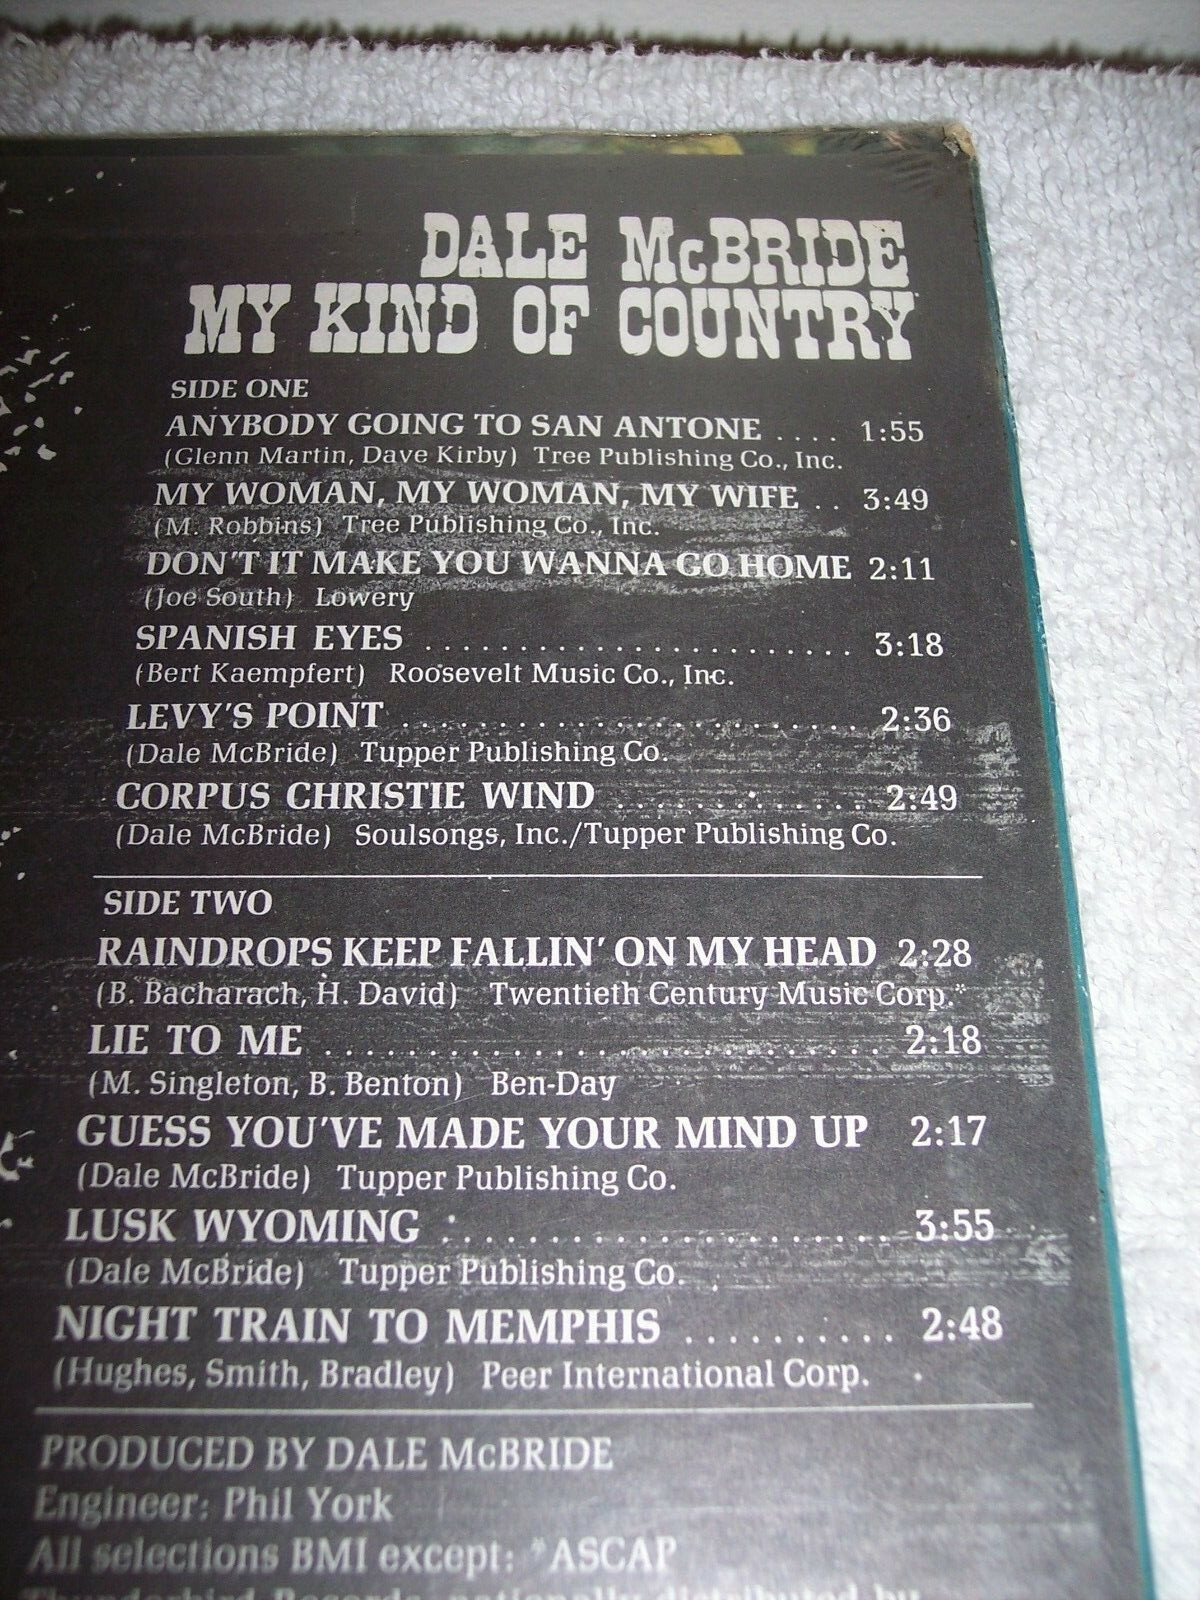 DALE McBRIDE
MY KIND OF COUNTRY
SIDE ONE
ANYBODY GOING TO SAN ANTONE .... 1:55
(Glenn Martin, Dave Kirby) Tree Publishing Co., Inc.
MY WOMAN, MY WOMAN, MY WIFE .. 3:49
(M. Robbins) Tree Publishing Co., Inc.
DON'T IT MAKE YOU WANNA GO HOME 2:11
(Joe South) Lowery
SPANISH EYES ........................ 3:18
(Bert Kaempfert) Roosevelt Music Co., Inc.
LEVY'S POINT ......................... 2:36
(Dale McBride) Tupper Publishing Co.
CORPUS CHRISTIE WIND ............. 2:49
(Dale McBride) Soulsongs, Inc./Tupper Publishing Co.
SIDE TWO
RAINDROPS KEEP FALLIN' ON MY HEAD 2:28
(B. Bacharach, H. David) Twentieth Century Music Corp.*
LIE TO ME ............................ 2:18
(M. Singleton, B. Benton) Ben-Day
GUESS YOU'VE MADE YOUR MIND UP 2:17
(Dale McBride) Tupper Publishing Co.
LUSK WYOMING ...................... 3:55
(Dale McBride) Tupper Publishing Co.
NIGHT TRAIN TO MEMPHIS .......... 2:48
(Hughes, Smith, Bradley) Peer International Corp.
PRODUCED BY DALE McBRIDE
Engineer: Phil York
All selections BMI except: *ASCAP
Thunderbird Records, nationally distributed by